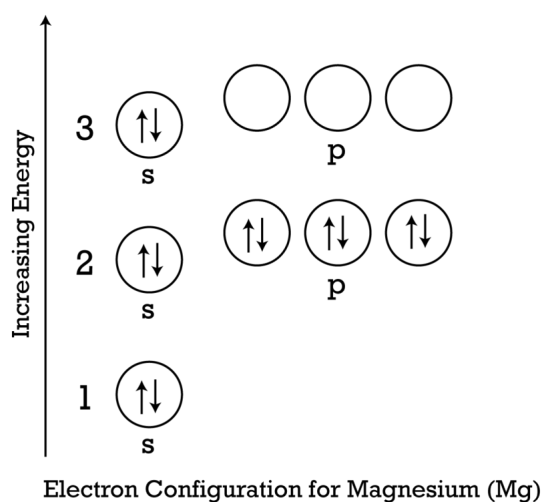 Increasing Energy
3
s
p
2
s
p
1
s
Electron Configuration for Magnesium (Mg)